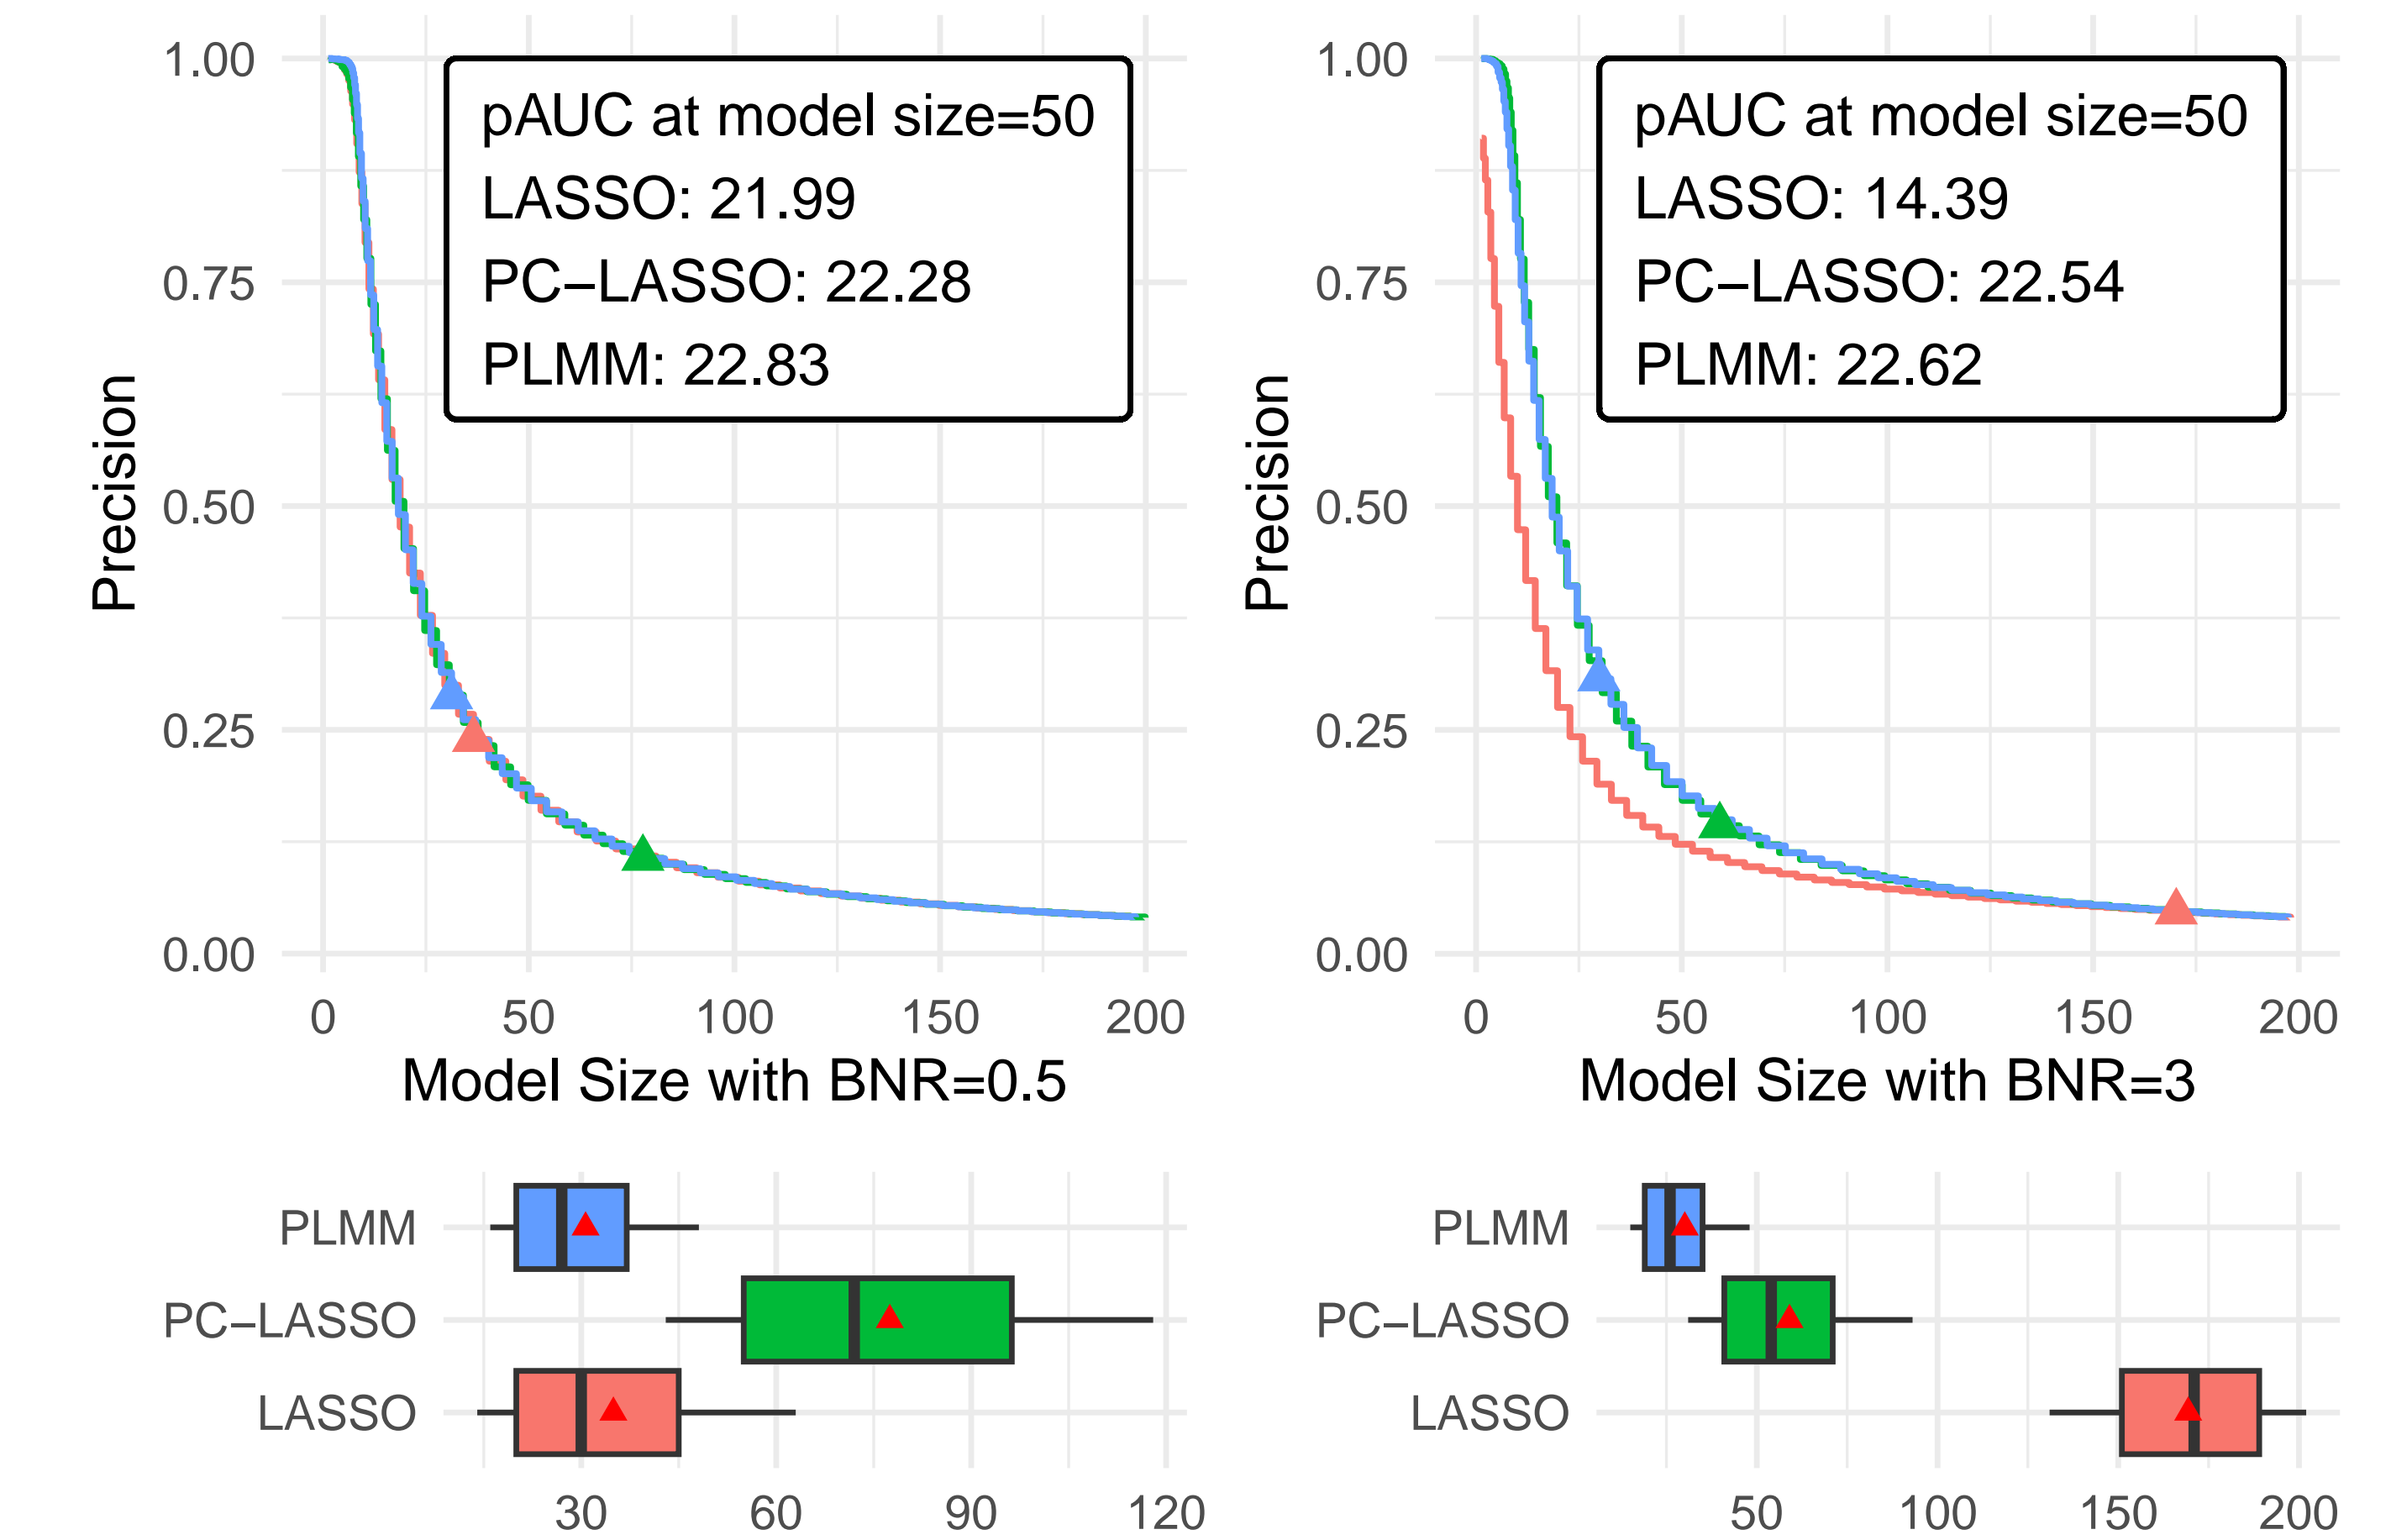 1.00
0.75
0.50
0.25
0.00
Precision
pAUC at model size=50
LASSO: 21.99
PC−LASSO: 22.28
PLMM: 22.83
0 50 100 150 200
Model Size with BNR=0.5
1.00
0.75
0.50
0.25
0.00
Precision
pAUC at model size=50
LASSO: 14.39
PC−LASSO: 22.54
PLMM: 22.62
0 50 100 150 200
Model Size with BNR=3
PLMM
PC−LASSO
LASSO
30 60 90 120
PLMM
PC−LASSO
LASSO
50 100 150 200